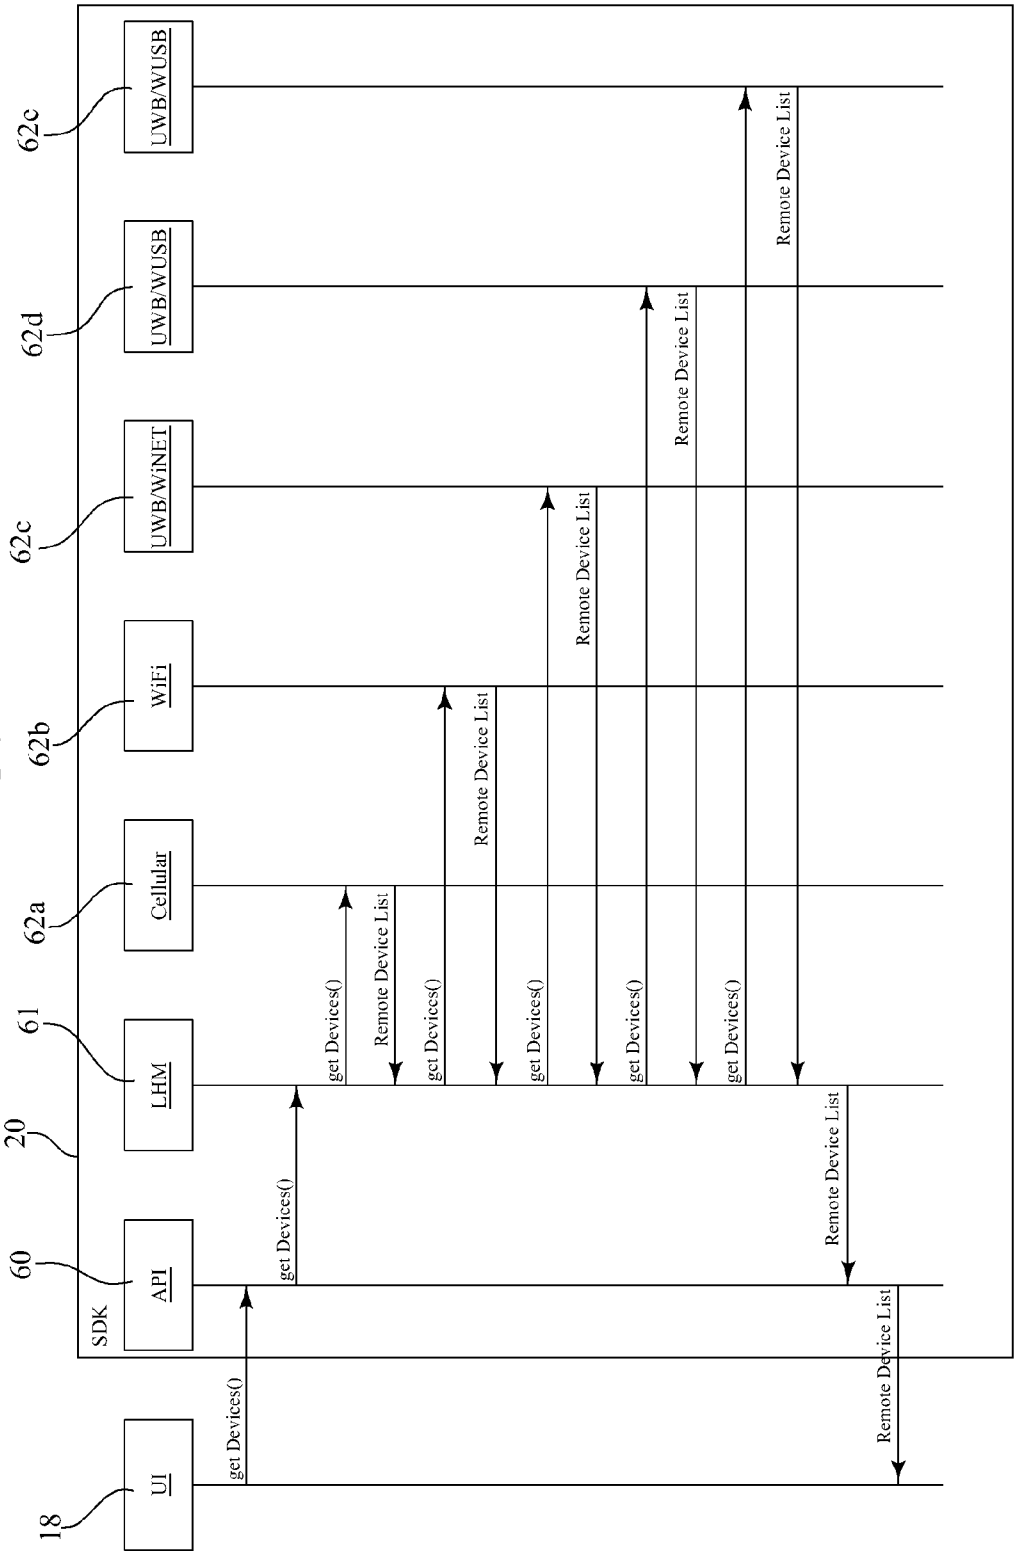 18
60
20
61
62a
62b
62c
62d
62e
SDK
UI
API
LHM
Cellular
WiFi
UWB/WiNET
UWB/WUSB
UWB/WUSB
get Devices()
get Devices()
get Devices()
Remote Device List
get Devices()
Remote Device List
get Devices()
Remote Device List
get Devices()
Remote Device List
get Devices()
Remote Device List
Remote Device List
Remote Device List